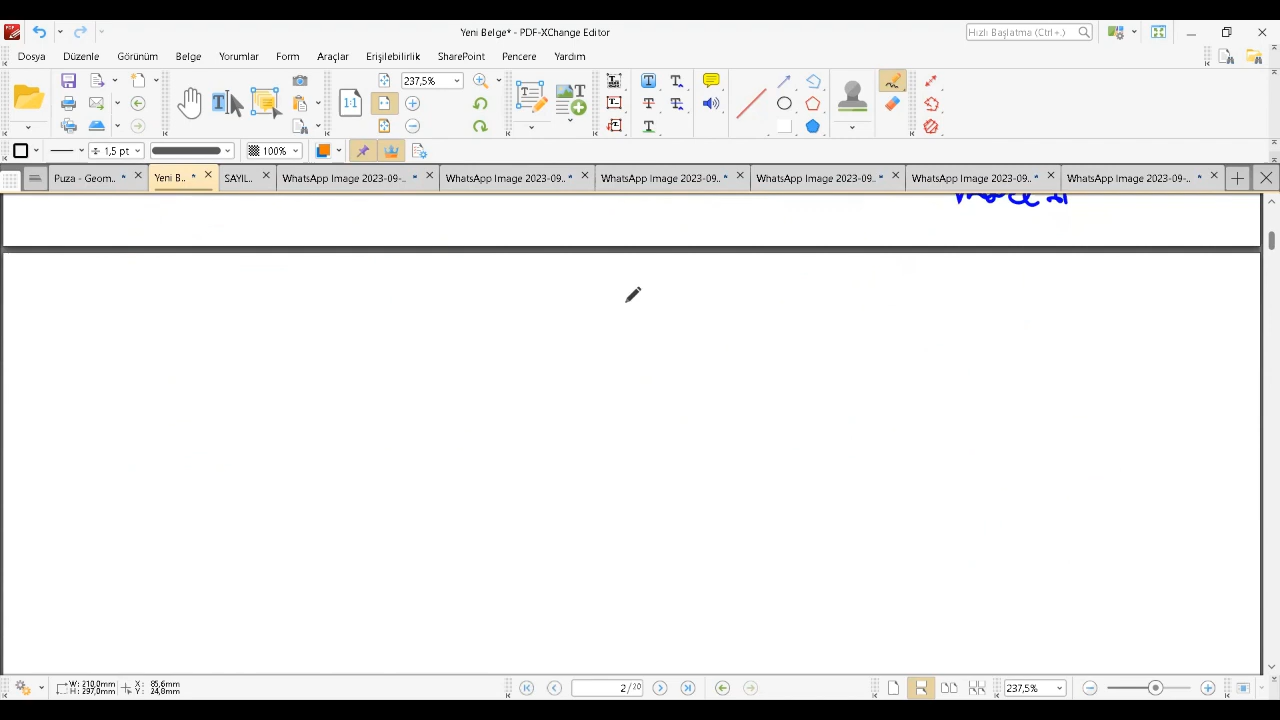 Yeni Belge* - PDF-XChange Editor
Hızlı Başlatma (Ctrl+.)
Dosya Düzenle Görünüm Belge Yorumlar Form Araçlar Erişilebilirlik SharePoint Pencere Yardım
237,5%
1,5 pt 100%
Puza - Geom.. * Yeni B.. * SAYIL.. WhatsApp Image 2023-09-.. * WhatsApp Image 2023-09.. * WhatsApp Image 2023-09.. * WhatsApp Image 2023-09.. * WhatsApp Image 2023-09.. * WhatsApp Image 2023-09-.. *
W: 210,0mm X: 85,6mm
H: 297,0mm Y: 24,8mm
2/20
237,5%